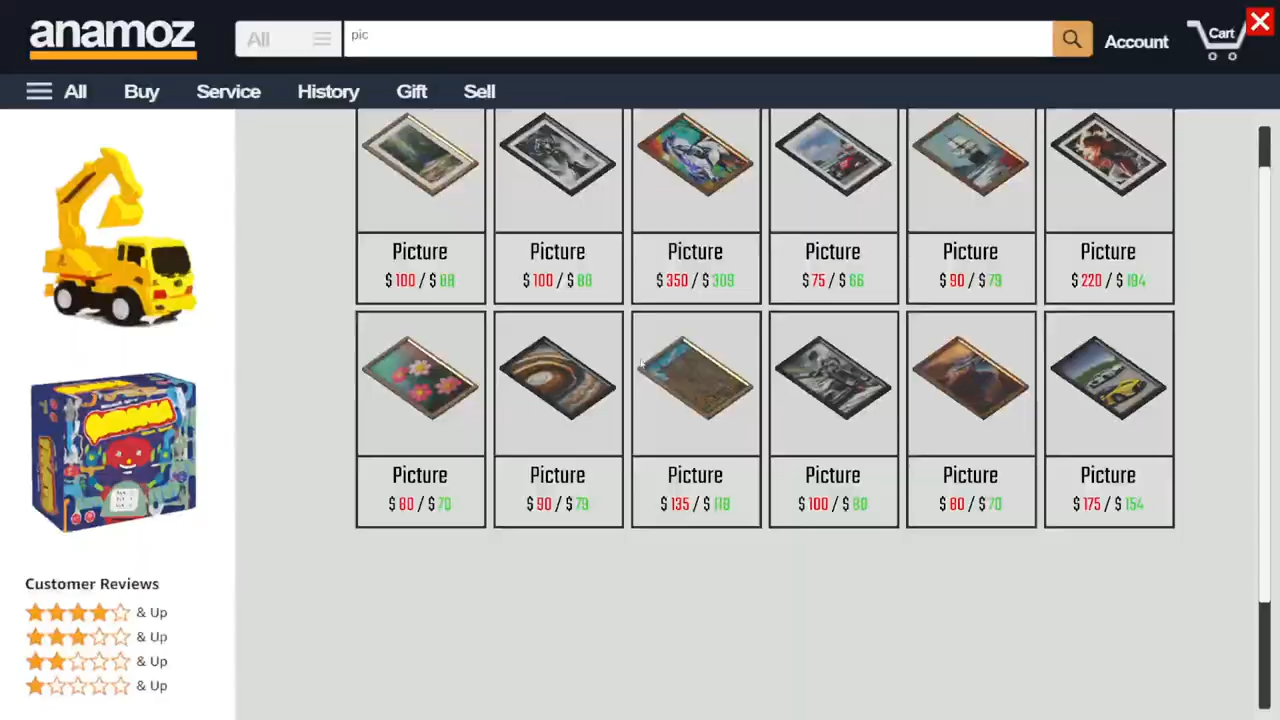 anamoz
All
pic
Account
Cart
All
Buy
Service
History
Gift
Sell
Picture Picture Picture Picture Picture Picture
$ 100 / $ 88 $ 100 / $ 88 $ 350 / $ 309 $ 75 / $ 66 $ 90 / $ 79 $ 220 / $ 194
Picture Picture Picture Picture Picture Picture
$ 80 / $ 70 $ 90 / $ 79 $ 135 / $ 118 $ 100 / $ 88 $ 80 / $ 70 $ 175 / $ 154
Customer Reviews
& Up
& Up
& Up
& Up